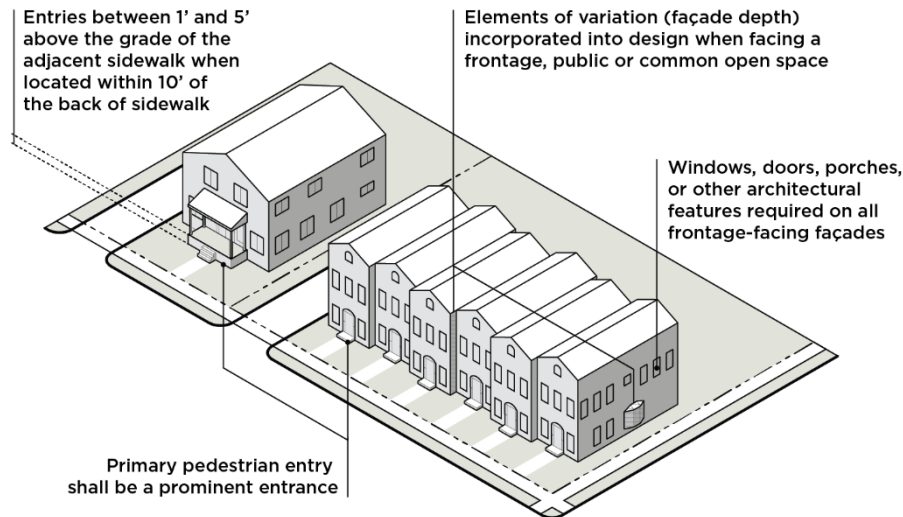 Entries between 1’ and 5’
above the grade of the
adjacent sidewalk when
located within 10’ of
the back of sidewalk
Elements of variation (façade depth)
incorporated into design when facing a
frontage, public or common open space
Windows, doors, porches,
or other architectural
features required on all
frontage-facing façades
Primary pedestrian entry
shall be a prominent entrance